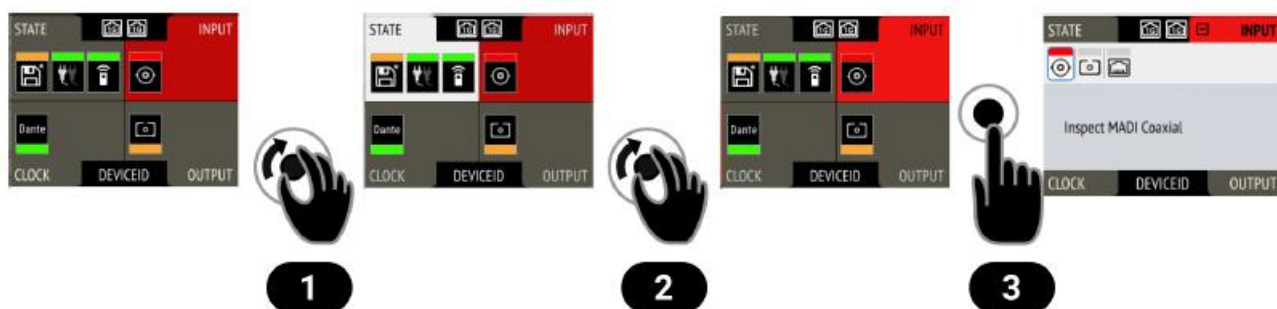 STATE INPUT
Dante
CLOCK DEVICEID OUTPUT
1
STATE INPUT
Dante
CLOCK DEVICEID OUTPUT
2
STATE INPUT
Dante
CLOCK DEVICEID OUTPUT
3
STATE INPUT
Inspect MADI Coaxial
CLOCK DEVICEID OUTPUT